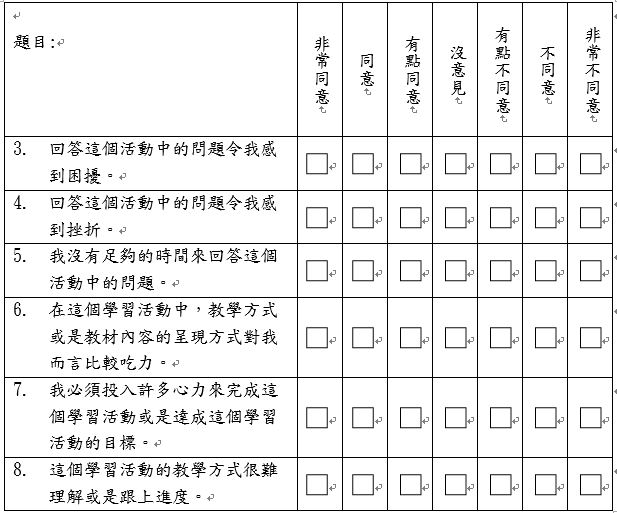 題目:
非常同意
同意
有點同意
沒意見
有點不同意
不同意
非常不同意
3. 回答這個活動中的問題令我感
到困擾。
4. 回答這個活動中的問題令我感
到挫折。
5. 我沒有足夠的時間來回答這個
活動中的問題。
6. 在這個學習活動中，教學方式
或是教材內容的呈現方式對我
而言比較吃力。
7. 我必須投入許多心力來完成這
個學習活動或是達成這個學習
活動的目標。
8. 這個學習活動的教學方式很難
理解或是跟上進度。